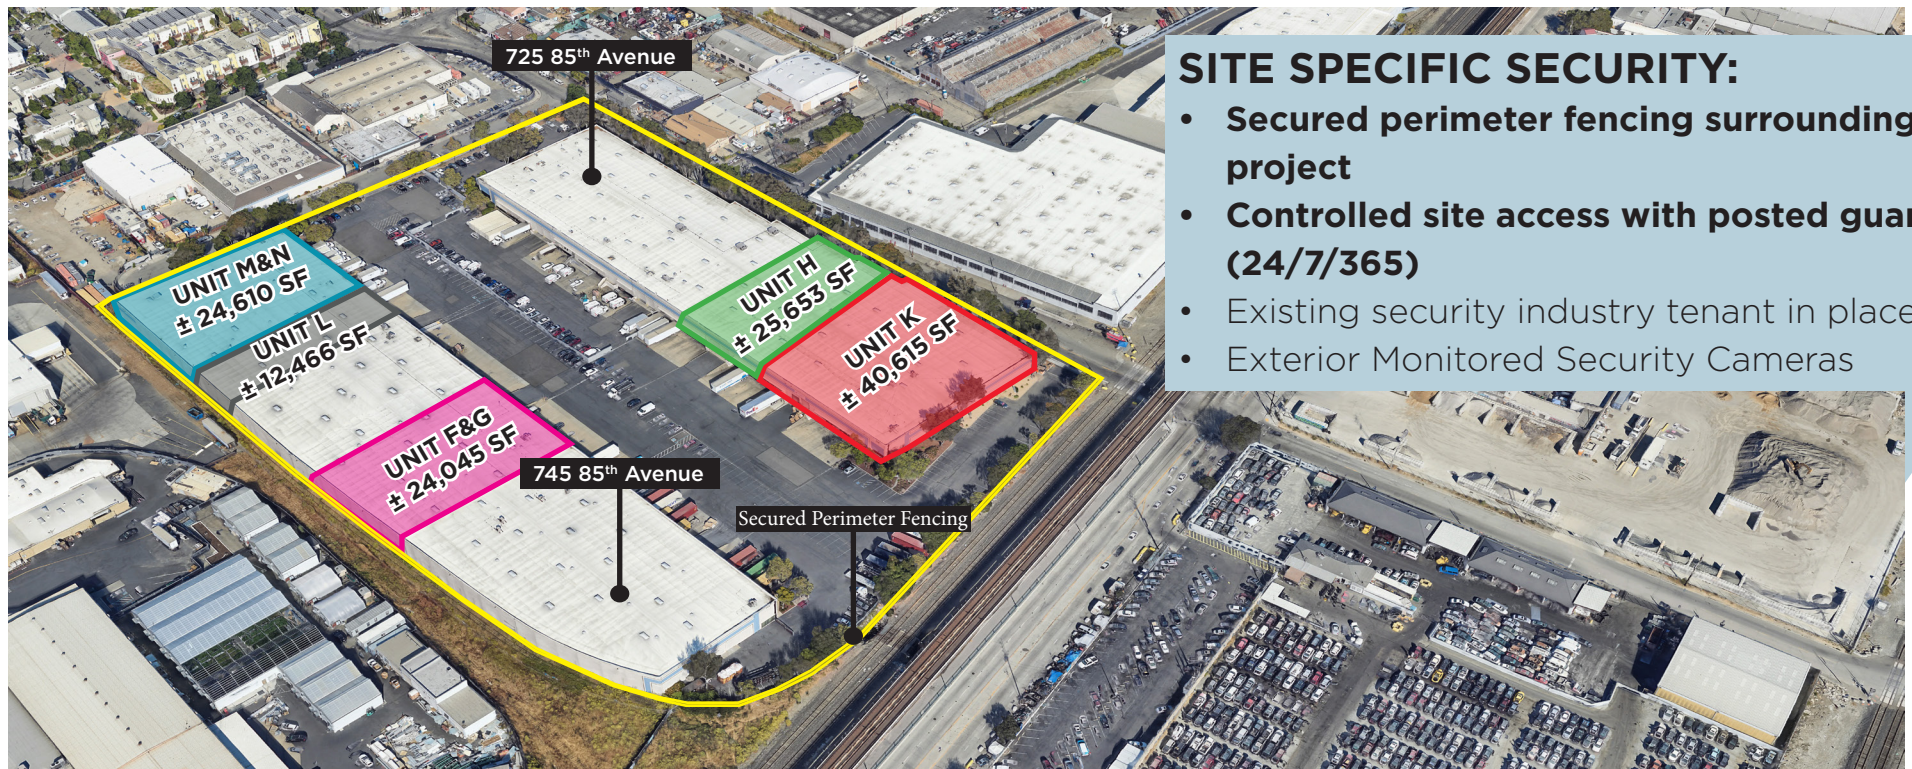 725 85th Avenue
SITE SPECIFIC SECURITY:
• Secured perimeter fencing surrounding
project
• Controlled site access with posted guar
(24/7/365)
• Existing security industry tenant in place
• Exterior Monitored Security Cameras
UNIT M&N
± 24,610 SF
UNIT L
± 12,466 SF
UNIT H
± 25,653 SF
UNIT K
± 40,615 SF
UNIT F&G
± 24,045 SF
745 85th Avenue
Secured Perimeter Fencing